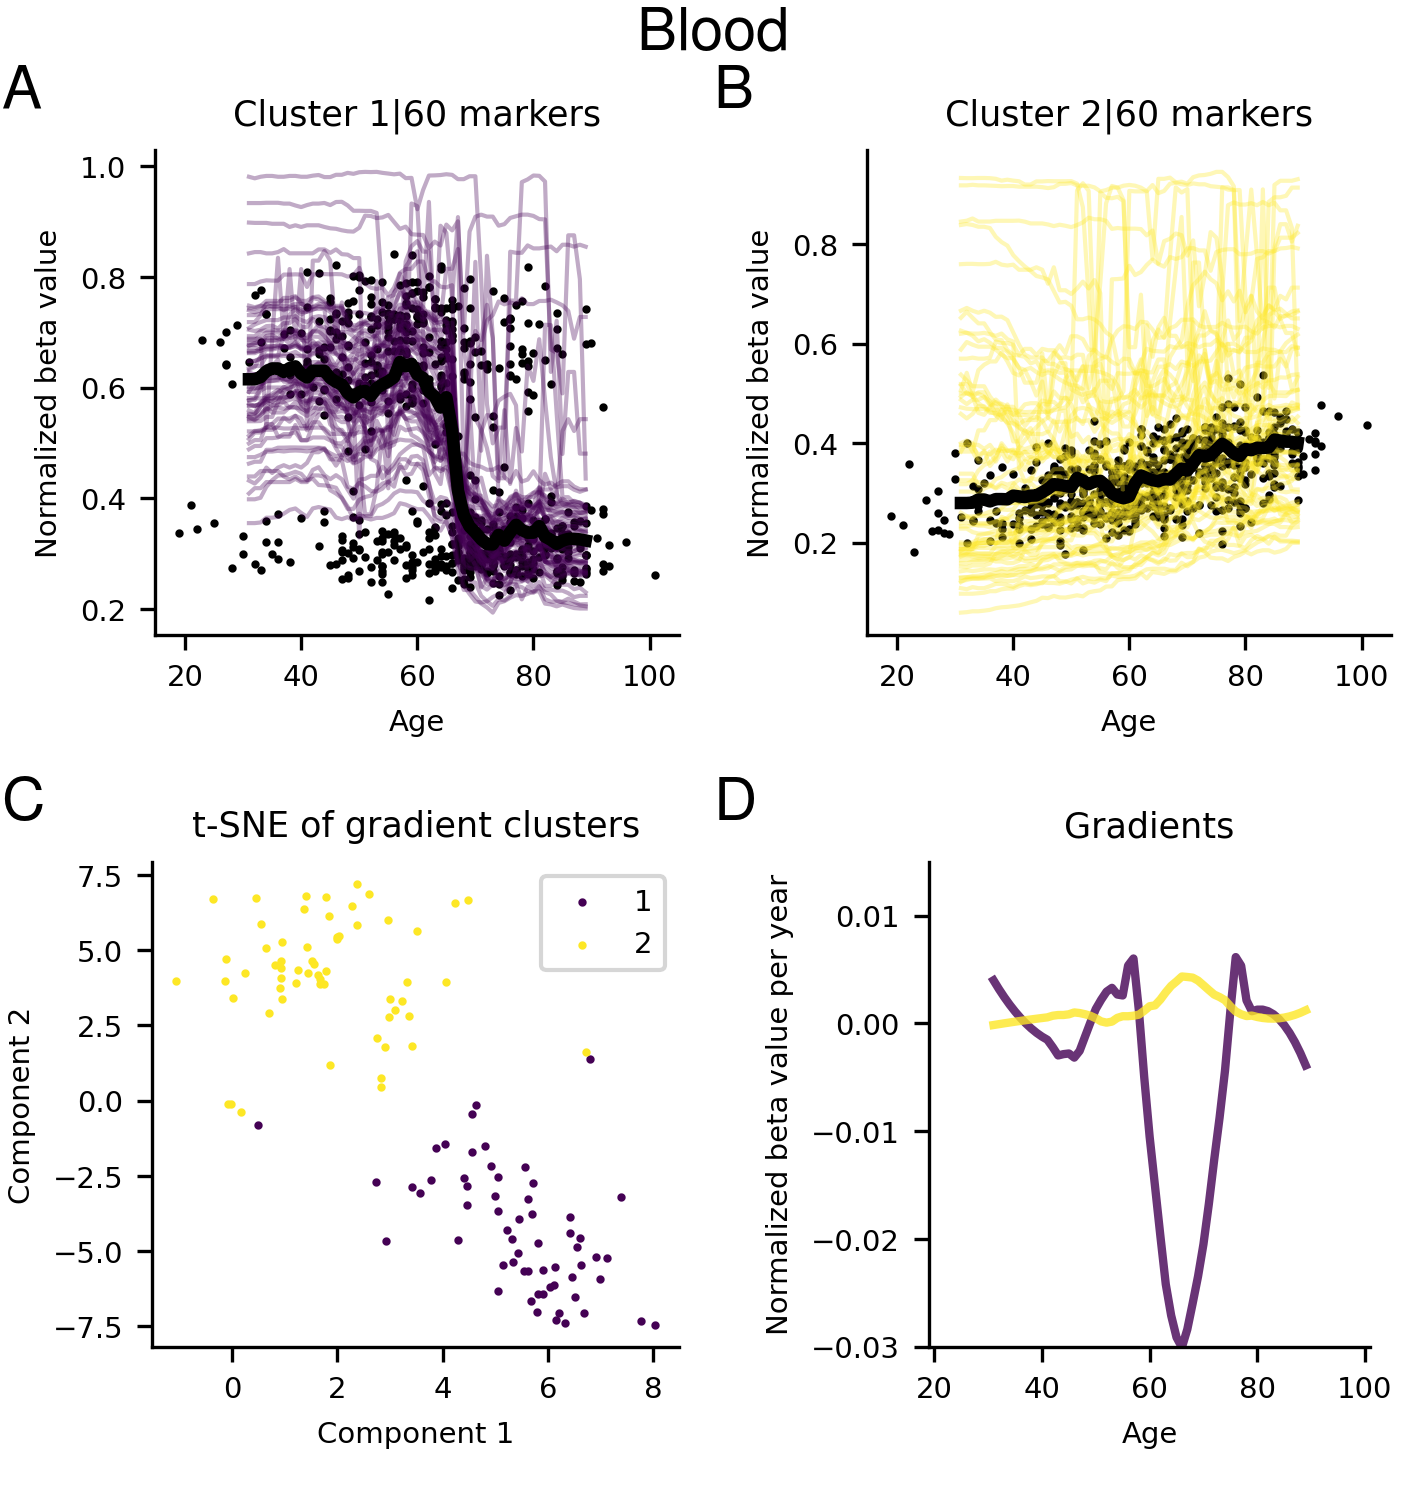 Blood
A
Cluster 1|60 markers
Normalized beta value
1.0
0.8
0.6
0.4
0.2
20 40 60 80 100
Age
B
Cluster 2|60 markers
Normalized beta value
0.8
0.6
0.4
0.2
20 40 60 80 100
Age
C
t-SNE of gradient clusters
Component 2
7.5
5.0
2.5
0.0
−2.5
−5.0
−7.5
1
2
0 2 4 6 8
Component 1
D
Gradients
Normalized beta value per year
0.01
0.00
−0.01
−0.02
−0.03
20 40 60 80 100
Age